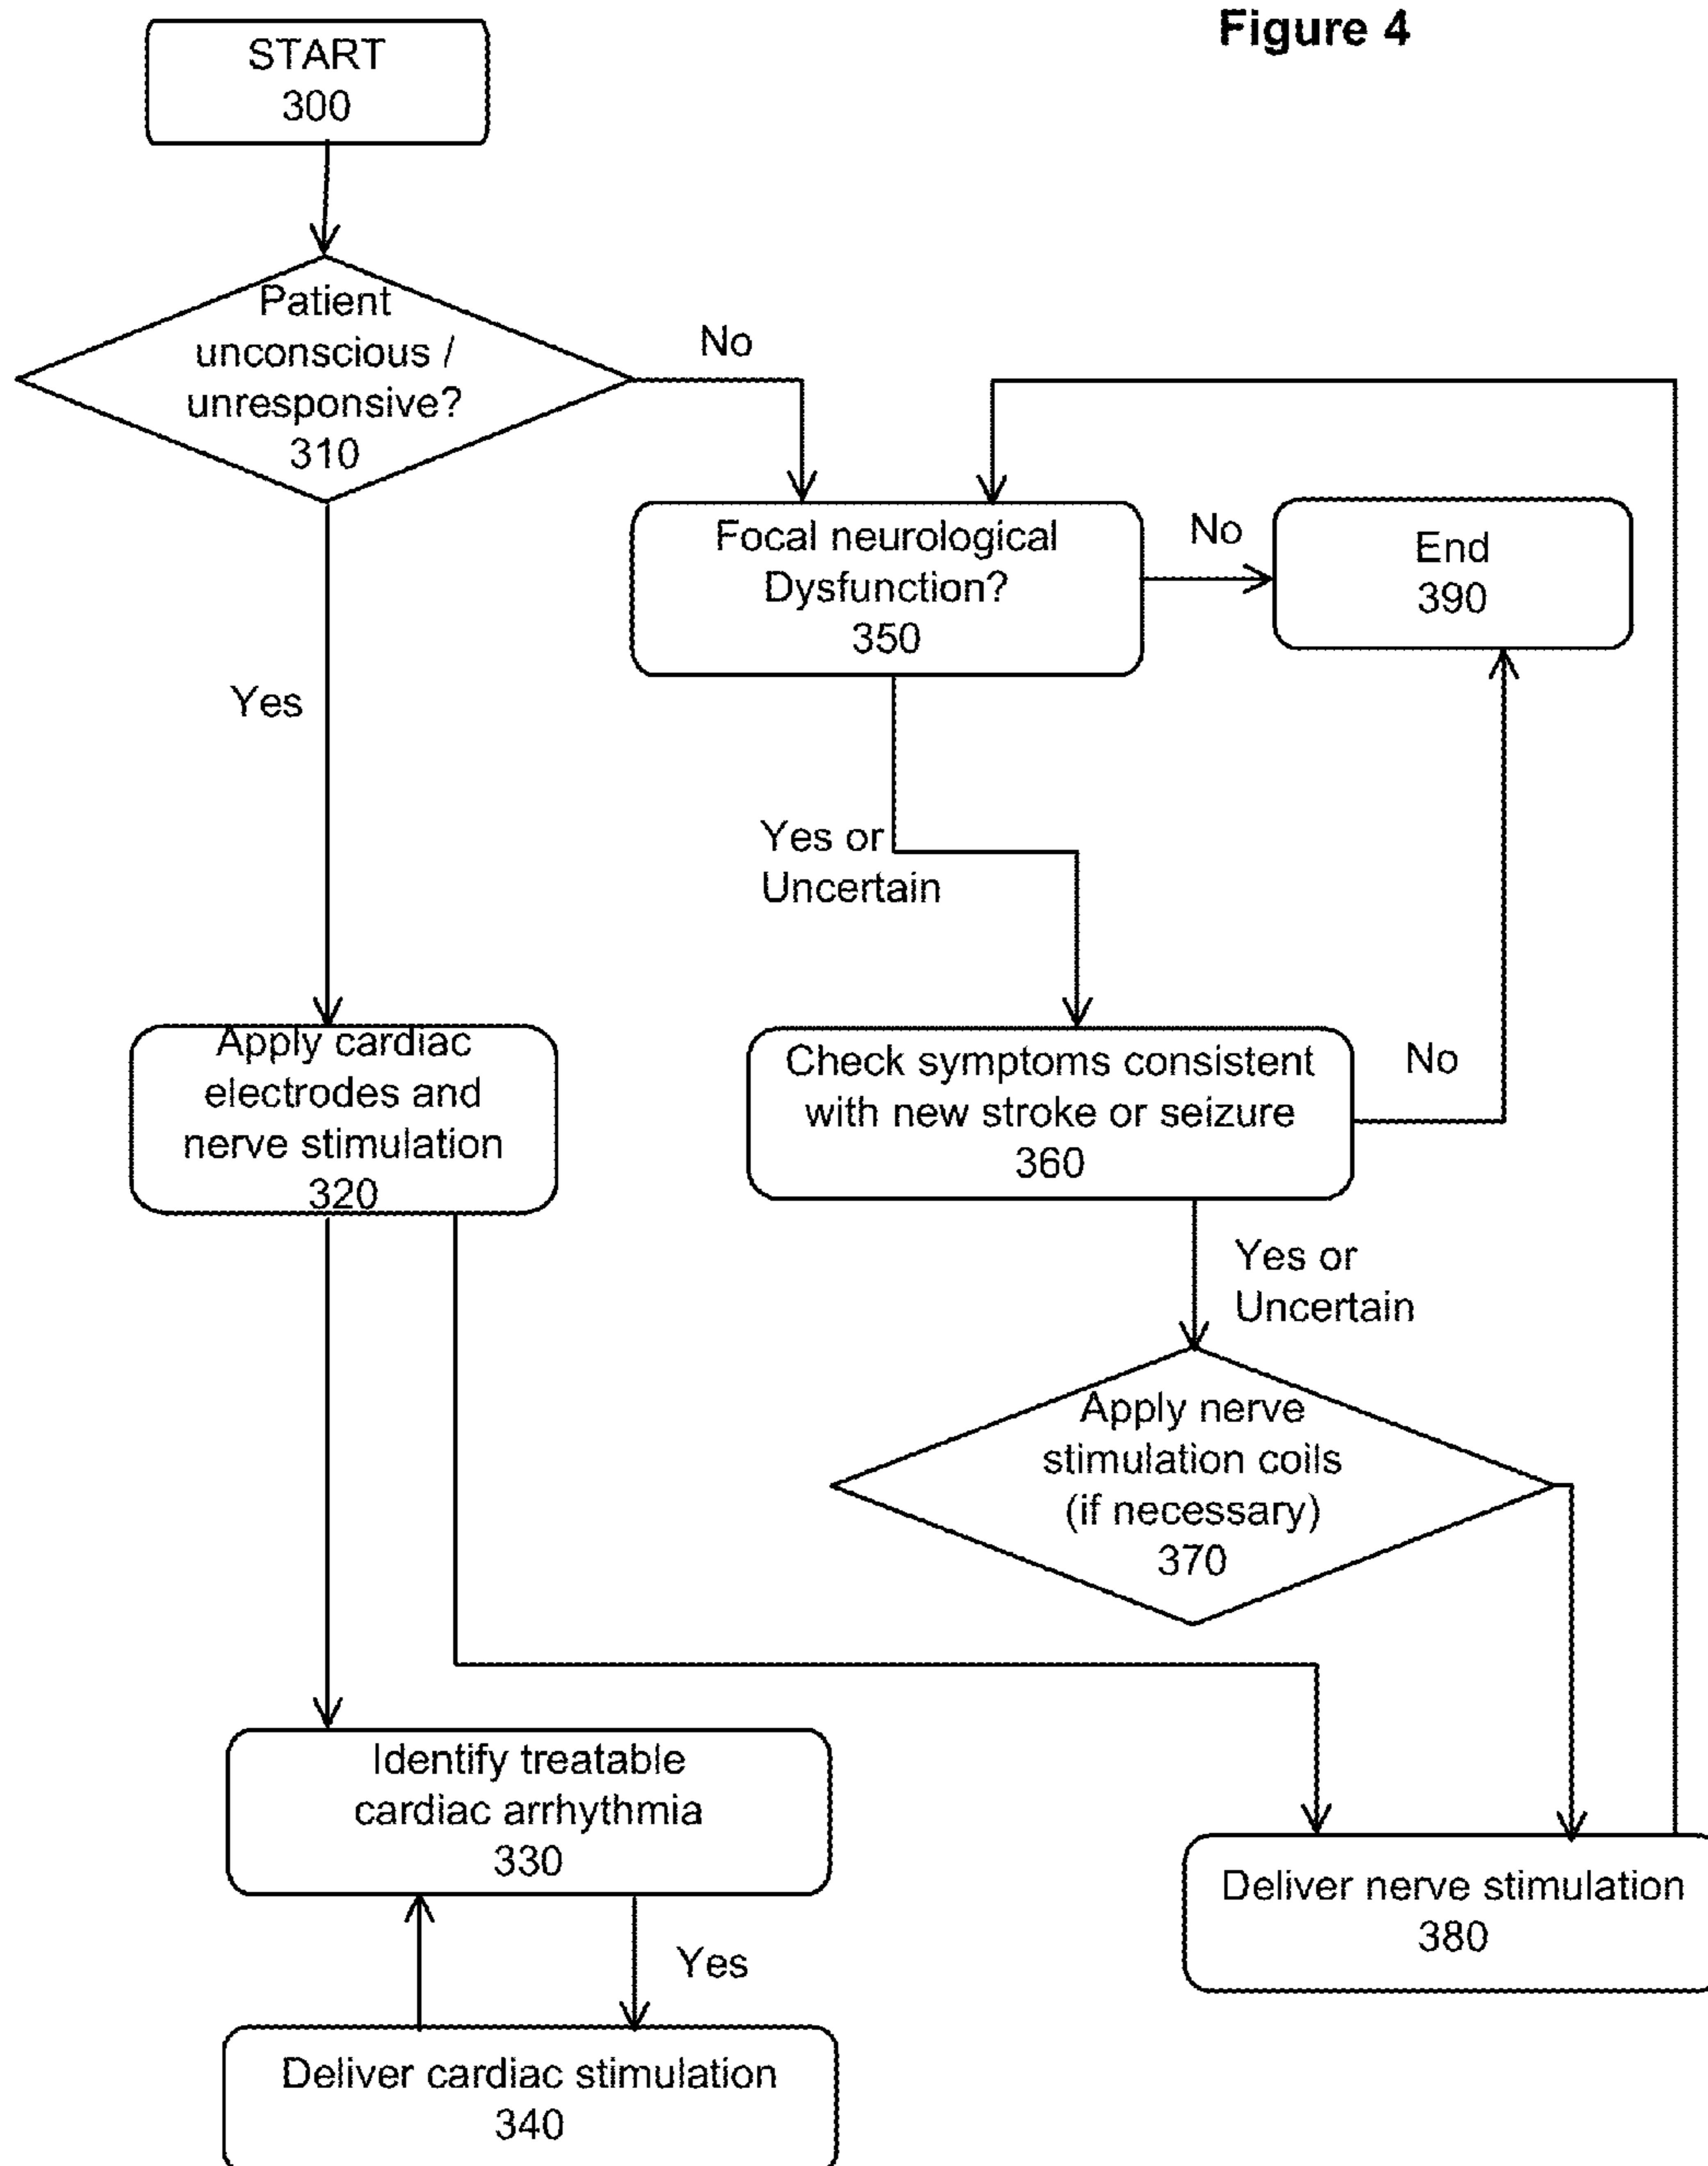 Figure 4
START
300
Patient
unconscious /
unresponsive?
310
No
Focal neurological
Dysfunction?
350
No
End
390
Yes
Yes or
Uncertain
Apply cardiac
electrodes and
nerve stimulation
320
Check symptoms consistent
with new stroke or seizure
360
No
Yes or
Uncertain
Apply nerve
stimulation coils
(if necessary)
370
Identify treatable
cardiac arrhythmia
330
Deliver nerve stimulation
380
Yes
Deliver cardiac stimulation
340